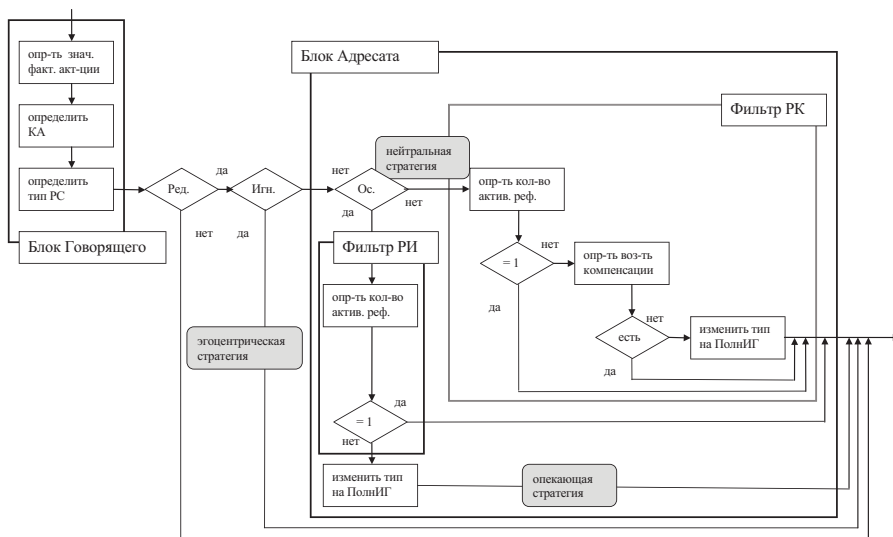 опр-ть знач.
факт. акт-ции
определить
КА
определить
тип РС
Блок Говорящего
Ред.
да
нет
Игн.
да
эгоцентрическая
стратегия
Блок Адресата
нет
Ос.
нет
да
нейтральная
стратегия
Фильтр РИ
опр-ть кол-во
актив. реф.
= 1
да
нет
изменить тип
на ПолнИГ
опекающая
стратегия
Фильтр РК
опр-ть кол-во
актив. реф.
= 1
нет
да
опр-ть воз-ть
компенсации
есть
нет
да
изменить тип
на ПолнИГ